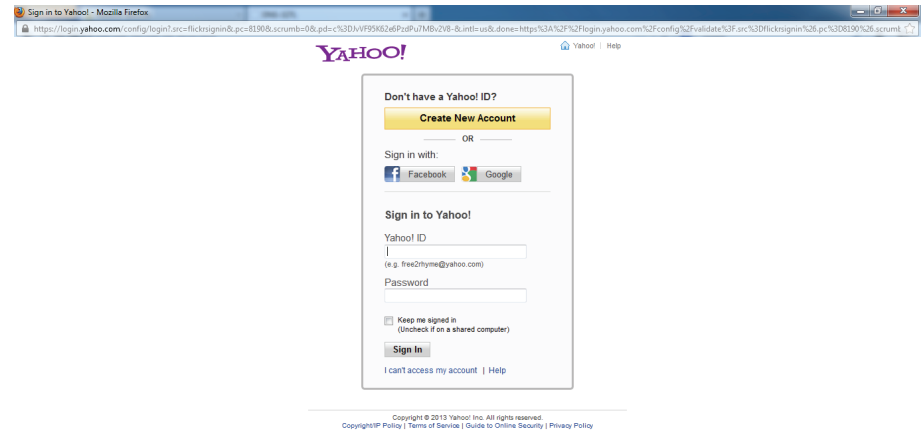 Sign in to Yahoo! - Mozilla Firefox
https://login.yahoo.com/config/login?.src=flickrsignin&.pc=8190&.scrumb=0&.pd=c%3DJvVF95K62e6PzdPu7MBv2V8-&.intl=us&.done=https%3A%2F%2Flogin.yahoo.com%2Fconfig%2Fvalidate%3F.src%3Dflickrsignin%26.pc%3D8190%26.scrumb
YAHOO!
Yahoo! | Help
Don't have a Yahoo! ID?
Create New Account
OR
Sign in with:
Facebook Google
Sign in to Yahoo!
Yahoo! ID
(e.g. free2rhyme@yahoo.com)
Password
Keep me signed in
(Uncheck if on a shared computer)
Sign In
I can't access my account | Help
Copyright © 2013 Yahoo! Inc. All rights reserved.
Copyright/IP Policy | Terms of Service | Guide to Online Security | Privacy Policy